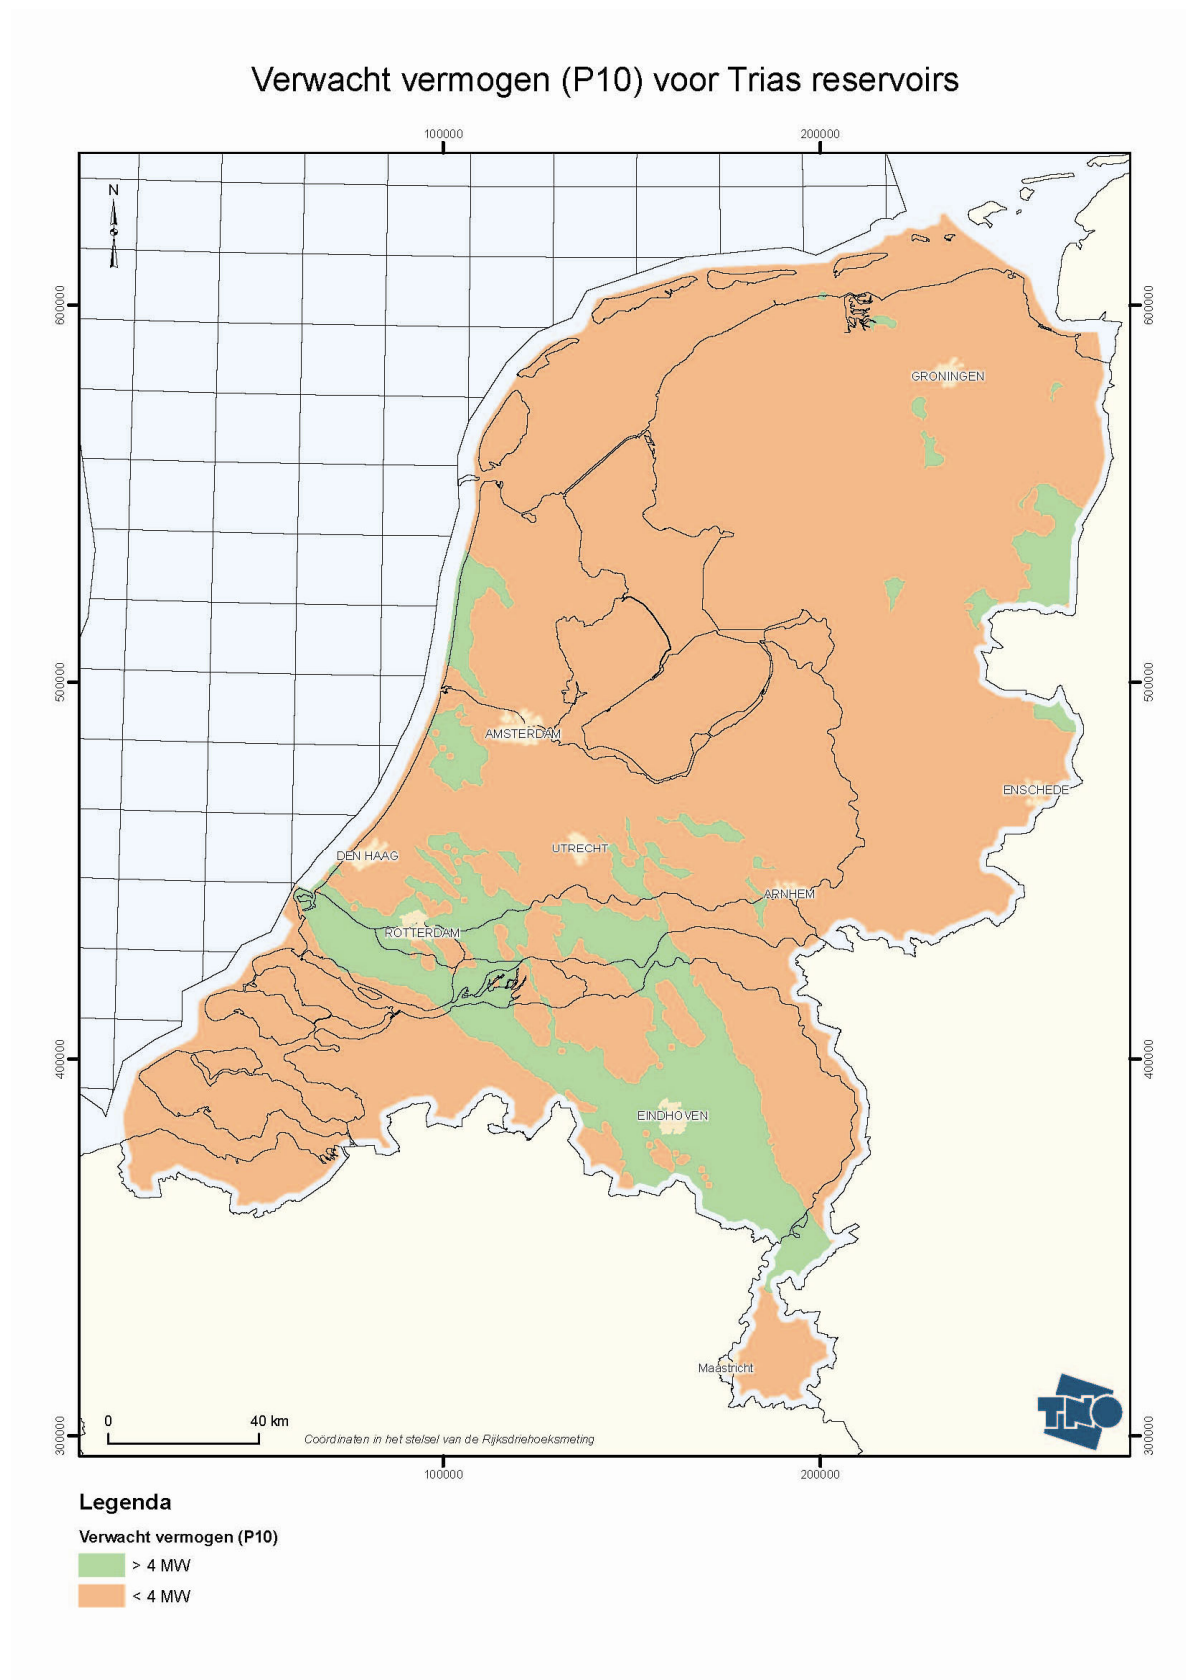 Verwacht vermogen (P10) voor Trias reservoirs
100000
200000
N
600000
600000
GRONINGEN
500000
500000
AMSTERDAM
ENSCHEDE
DEN HAAG
UTRECHT
ARNHEM
ROTTERDAM
400000
400000
EINDHOVEN
Maastricht
TNO
0
40 km
Coördinaten in het stelsel van de Rijksdriehoeksmeting
300000
300000
100000
200000
Legenda
Verwacht vermogen (P10)
> 4 MW
< 4 MW